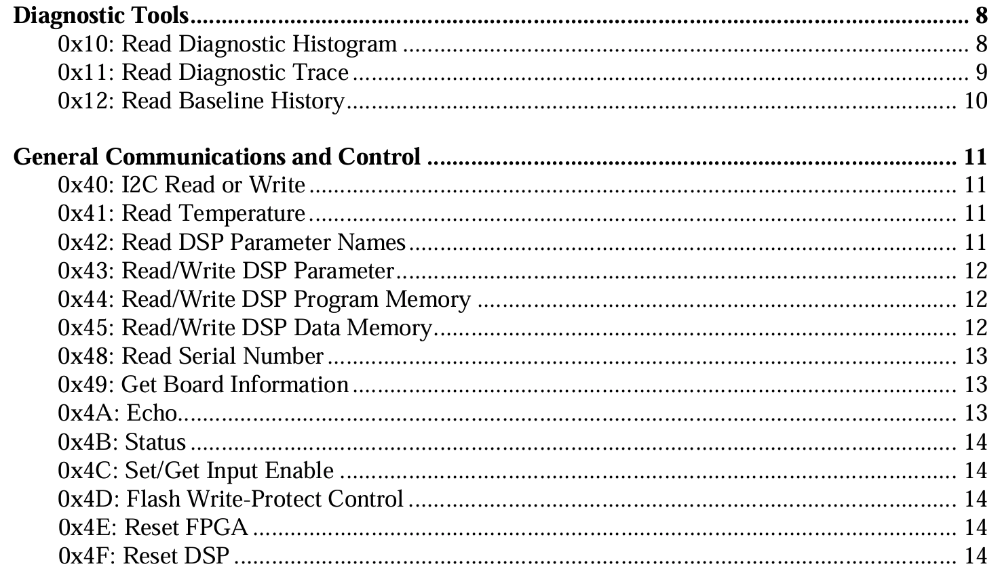 Diagnostic Tools.......... 8
0x10: Read Diagnostic Histogram .......... 8
0x11: Read Diagnostic Trace .......... 9
0x12: Read Baseline History.......... 10
General Communications and Control .......... 11
0x40: I2C Read or Write .......... 11
0x41: Read Temperature.......... 11
0x42: Read DSP Parameter Names.......... 11
0x43: Read/Write DSP Parameter.......... 12
0x44: Read/Write DSP Program Memory .......... 12
0x45: Read/Write DSP Data Memory.......... 12
0x48: Read Serial Number .......... 13
0x49: Get Board Information .......... 13
0x4A: Echo.......... 13
0x4B: Status .......... 14
0x4C: Set/Get Input Enable .......... 14
0x4D: Flash Write-Protect Control .......... 14
0x4E: Reset FPGA .......... 14
0x4F: Reset DSP .......... 14